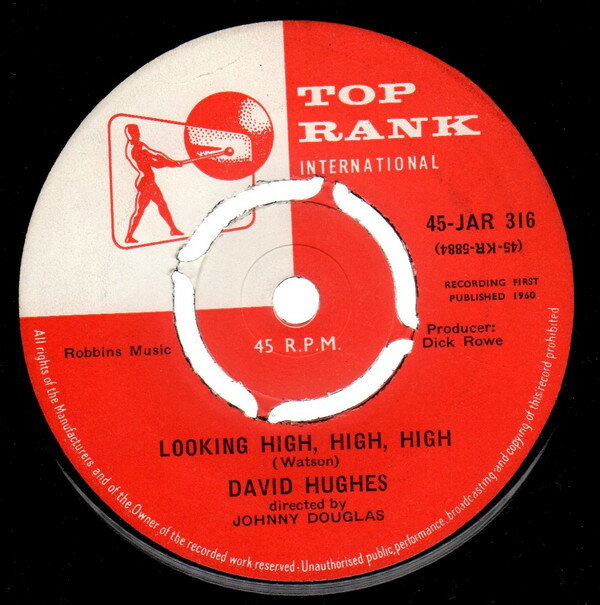 TOP
RANK
INTERNATIONAL
45-JAR 316
(45-KR-5884)
RECORDING FIRST
PUBLISHED 1960
Robbins Music
45 R.P.M.
Producer:
Dick Rowe
LOOKING HIGH, HIGH, HIGH
(Watson)
DAVID HUGHES
directed by
JOHNNY DOUGLAS
All rights of the Manufacturers and of the Owner of the recorded work reserved - Unauthorised public performance, broadcasting and copying of this record prohibited